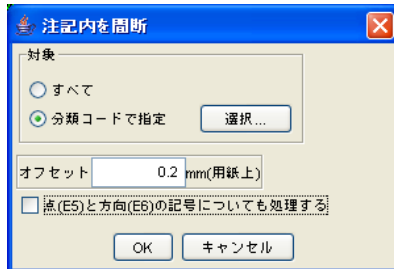 注記内を間断
対象
すべて
分類コードで指定 選択...
オフセット 0.2 mm(用紙上)
点(E5)と方向(E6)の記号についても処理する
OK キャンセル